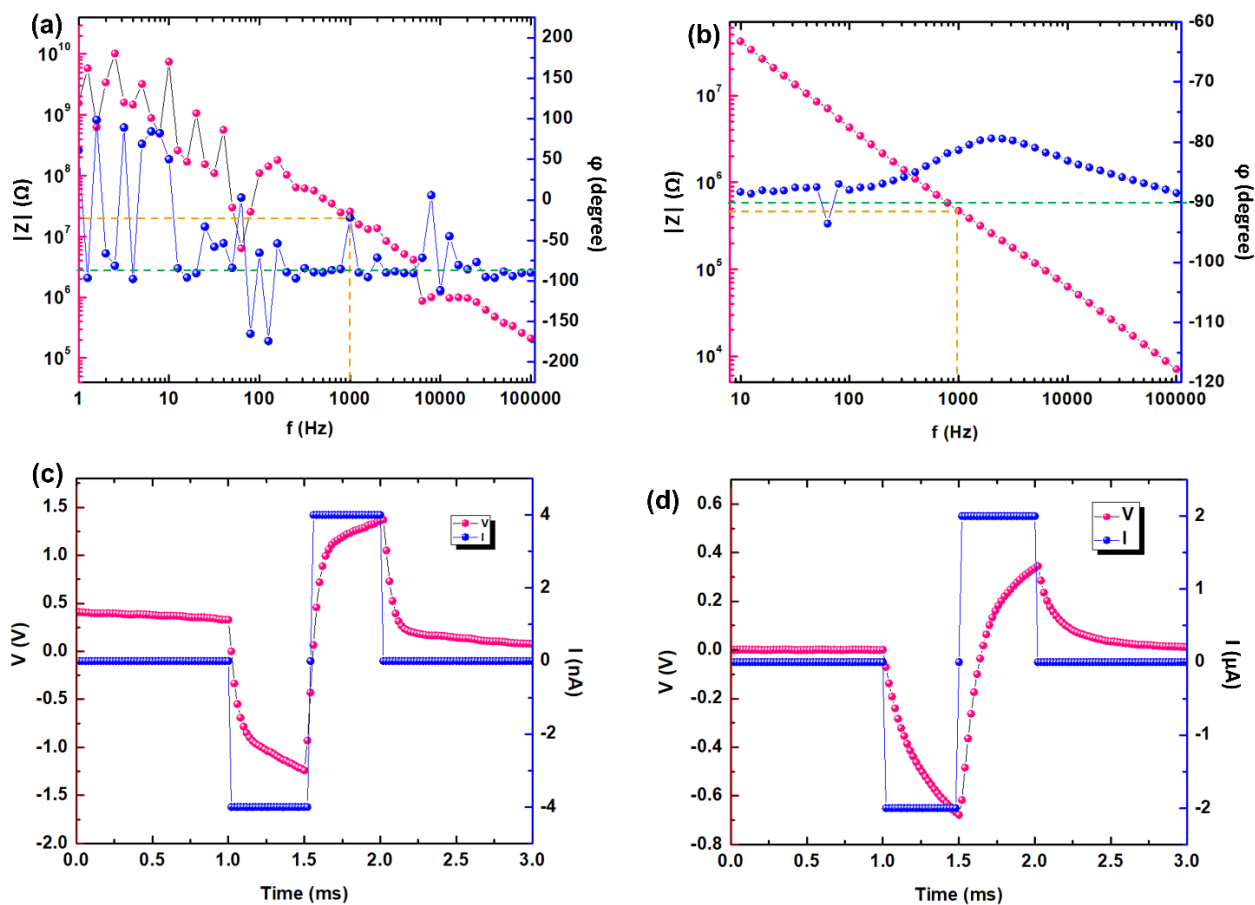 (a)
10^10
10^9
10^8
10^7
10^6
10^5
|Z| (Ω)
200
150
100
50
0
-50
-100
-150
-200
φ (degree)
1 10 100 1000 10000 100000
f (Hz)
(b)
10^7
10^6
10^5
10^4
|Z| (Ω)
-60
-70
-80
-90
-100
-110
-120
φ (degree)
10 100 1000 10000 100000
f (Hz)
(c)
1.5
1.0
0.5
0.0
-0.5
-1.0
-1.5
-2.0
V (V)
V
I
4
2
0
-2
-4
I (nA)
0.0 0.5 1.0 1.5 2.0 2.5 3.0
Time (ms)
(d)
0.6
0.4
0.2
0.0
-0.2
-0.4
-0.6
-0.8
V (V)
V
I
2
1
0
-1
-2
I (μA)
0.0 0.5 1.0 1.5 2.0 2.5 3.0
Time (ms)